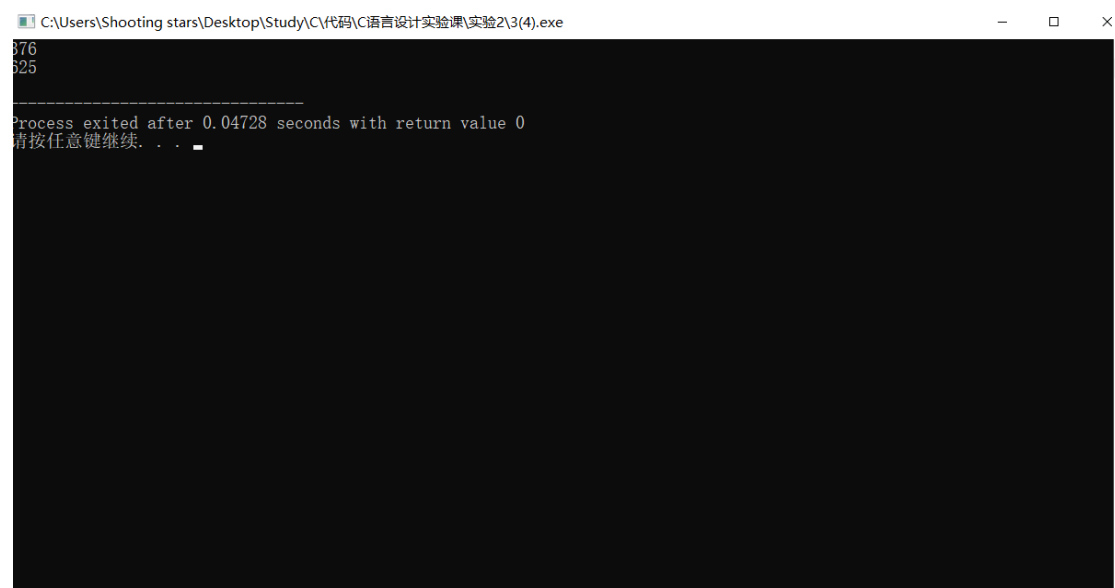 C:\Users\Shooting stars\Desktop\Study\C\代码\C语言设计实验课\实验2\3(4).exe
376
625
--------------------------------
Process exited after 0.04728 seconds with return value 0
请按任意键继续. . .